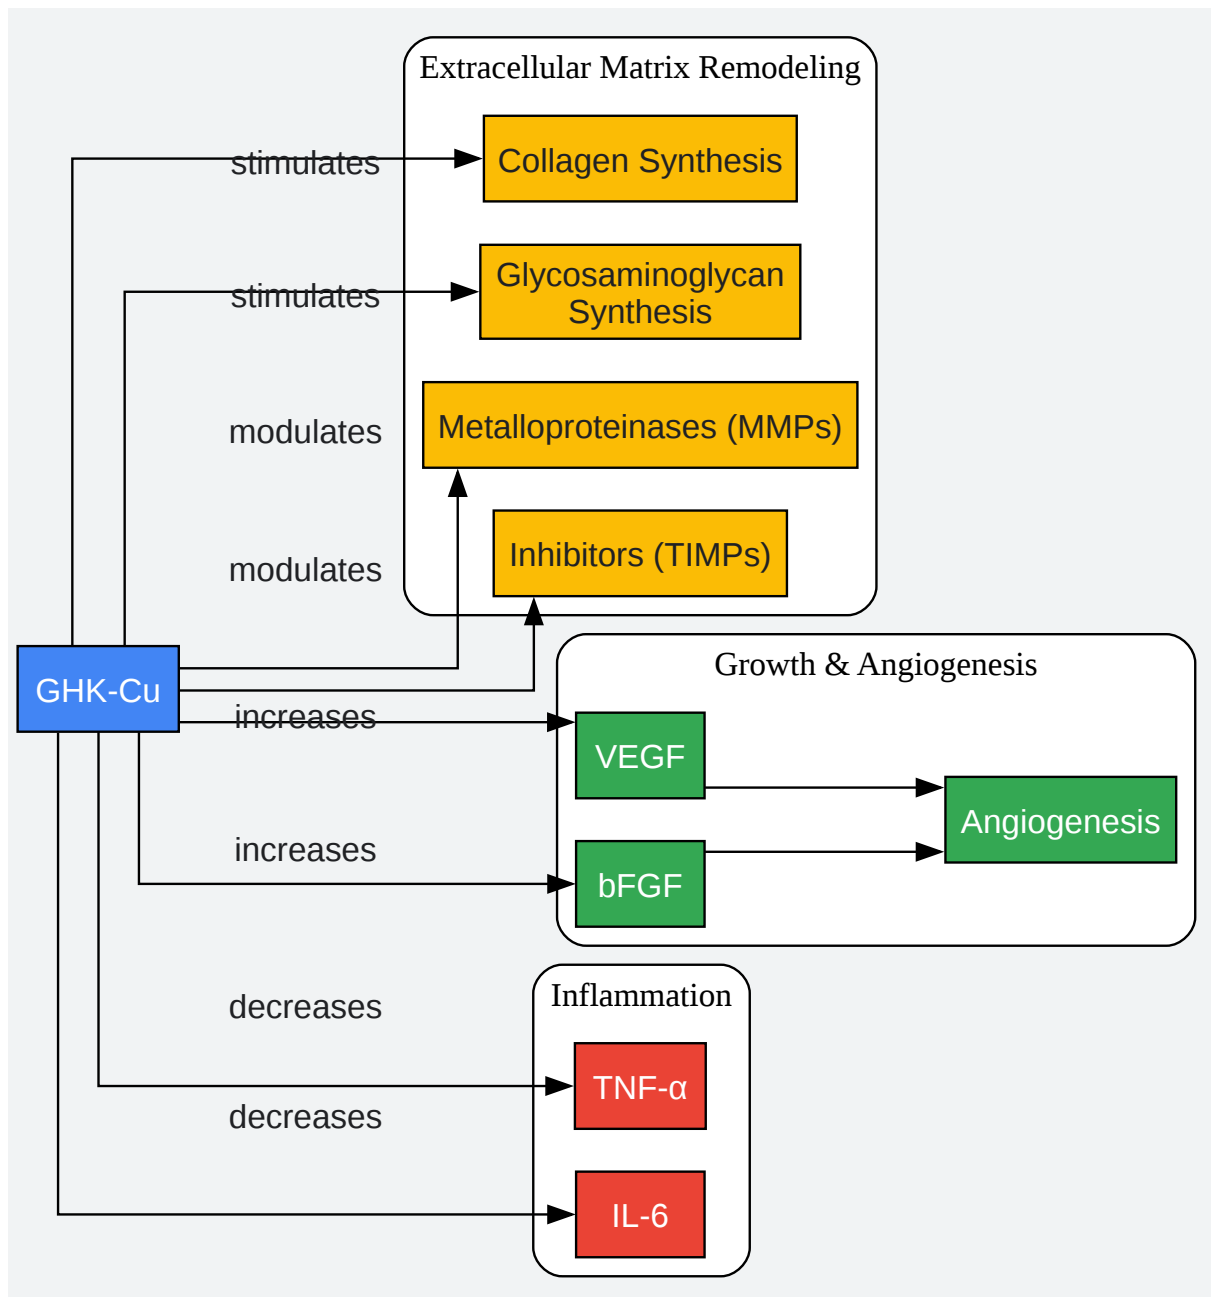 Extracellular Matrix Remodeling
stimulates
Collagen Synthesis
stimulates
Glycosaminoglycan
Synthesis
modulates
Metalloproteinases (MMPs)
modulates
Inhibitors (TIMPs)
GHK-Cu
Growth & Angiogenesis
increases
VEGF
Angiogenesis
increases
bFGF
decreases
Inflammation
TNF-α
decreases
IL-6